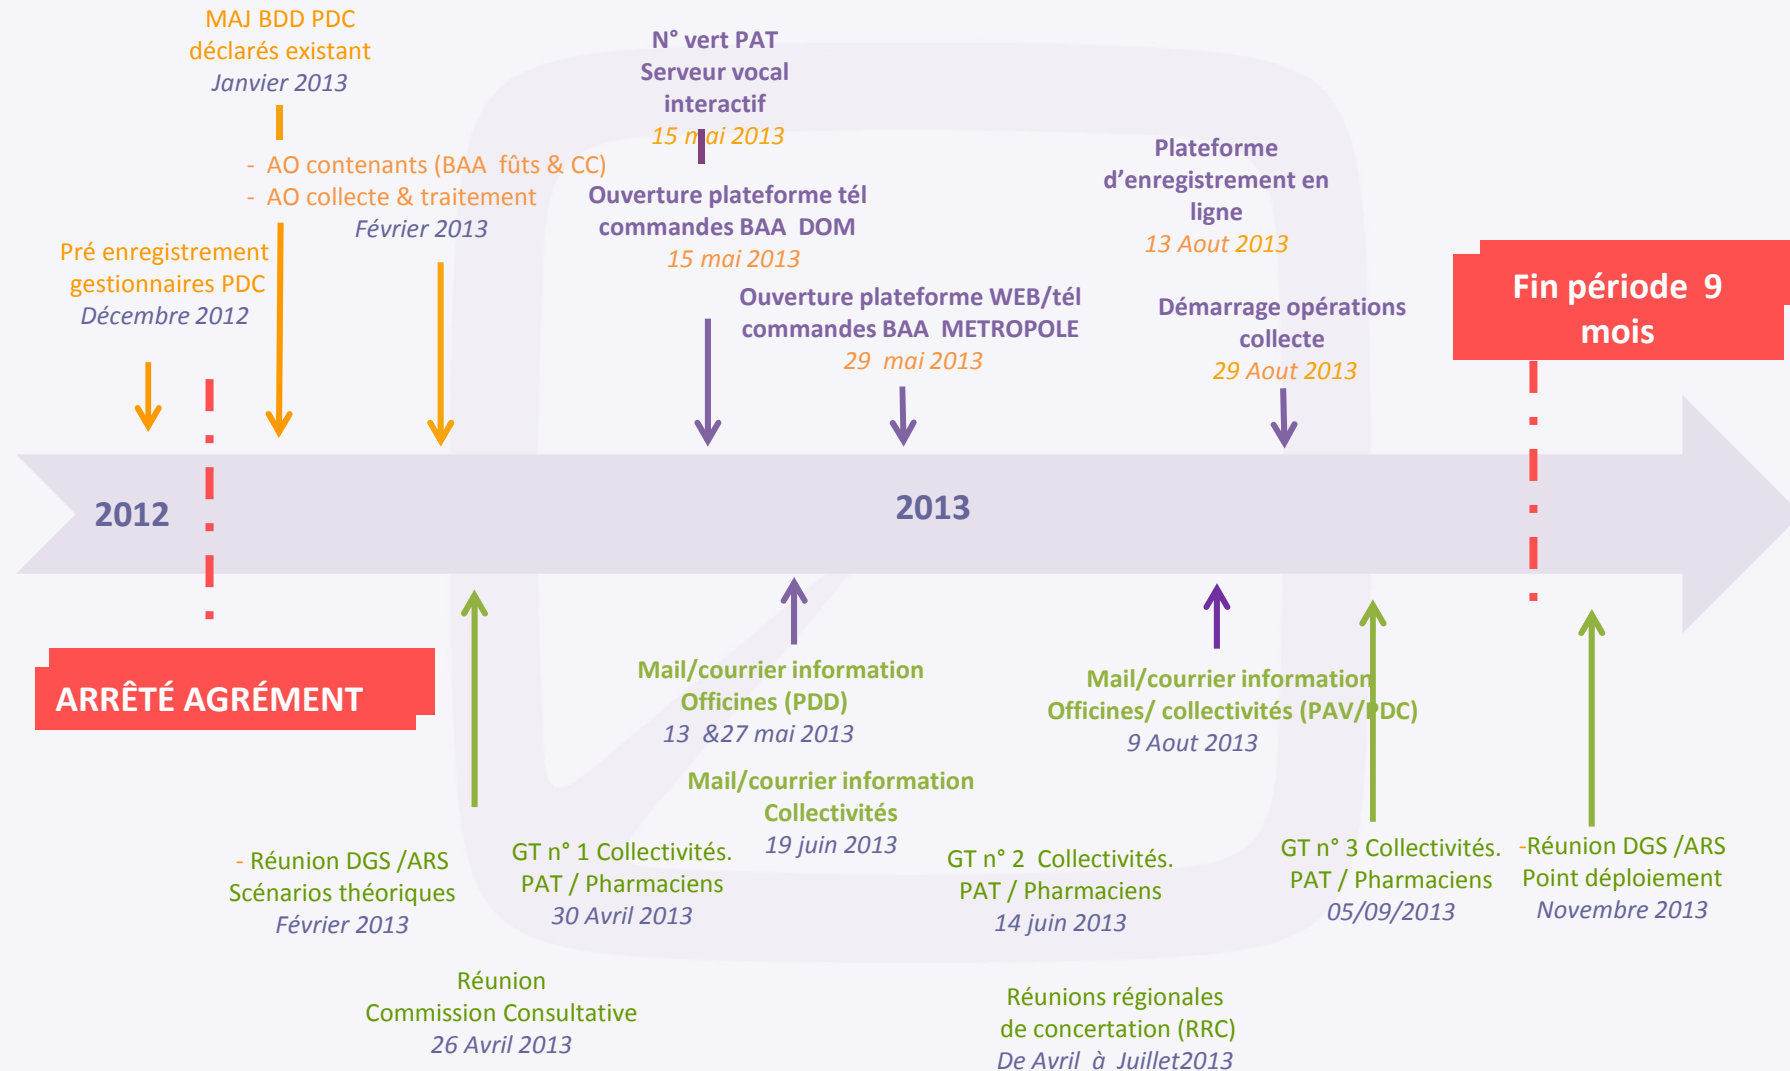 MAJ BDD PDC
déclarés existant
Janvier 2013
- AO contenants (BAA fûts & CC)
- AO collecte & traitement
Février 2013
Pré enregistrement
gestionnaires PDC
Décembre 2012
N° vert PAT
Serveur vocal
interactif
15 mai 2013
Ouverture plateforme tél
commandes BAA DOM
15 mai 2013
Ouverture plateforme WEB/tél
commandes BAA METROPOLE
29 mai 2013
Plateforme
d’enregistrement en
ligne
13 Aout 2013
Démarrage opérations
collecte
29 Aout 2013
Fin période 9
mois
2012
2013
ARRÊTÉ AGRÉMENT
Mail/courrier information
Officines (PDD)
13 &27 mai 2013
Mail/courrier information
Collectivités
19 juin 2013
Mail/courrier information
Officines/ collectivités (PAV/PDC)
9 Aout 2013
- Réunion DGS /ARS
Scénarios théoriques
Février 2013
GT n° 1 Collectivités.
PAT / Pharmaciens
30 Avril 2013
GT n° 2 Collectivités.
PAT / Pharmaciens
14 juin 2013
GT n° 3 Collectivités.
PAT / Pharmaciens
05/09/2013
-Réunion DGS /ARS
Point déploiement
Novembre 2013
Réunion
Commission Consultative
26 Avril 2013
Réunions régionales
de concertation (RRC)
De Avril à Juillet2013